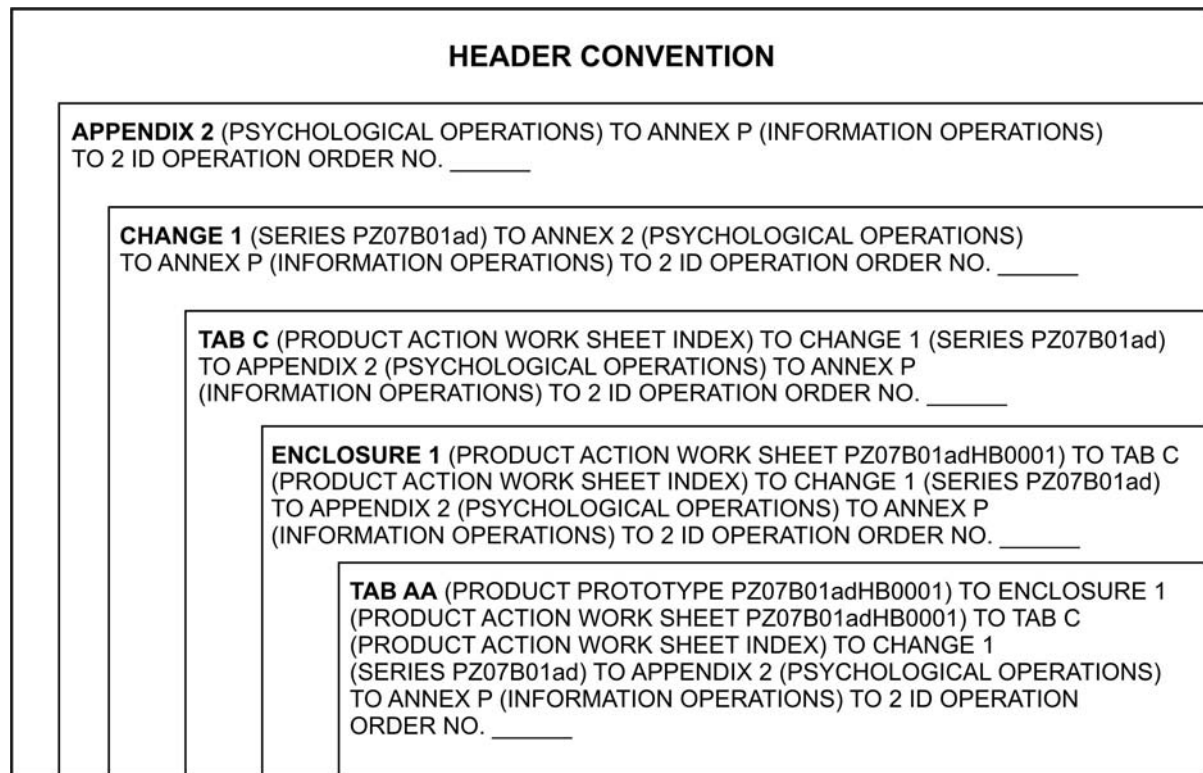 HEADER CONVENTION
APPENDIX 2 (PSYCHOLOGICAL OPERATIONS) TO ANNEX P (INFORMATION OPERATIONS)
TO 2 ID OPERATION ORDER NO. ______
CHANGE 1 (SERIES PZ07B01ad) TO ANNEX 2 (PSYCHOLOGICAL OPERATIONS)
TO ANNEX P (INFORMATION OPERATIONS) TO 2 ID OPERATION ORDER NO. ______
TAB C (PRODUCT ACTION WORK SHEET INDEX) TO CHANGE 1 (SERIES PZ07B01ad)
TO APPENDIX 2 (PSYCHOLOGICAL OPERATIONS) TO ANNEX P
(INFORMATION OPERATIONS) TO 2 ID OPERATION ORDER NO. ______
ENCLOSURE 1 (PRODUCT ACTION WORK SHEET PZ07B01adHB0001) TO TAB C
(PRODUCT ACTION WORK SHEET INDEX) TO CHANGE 1 (SERIES PZ07B01ad)
TO APPENDIX 2 (PSYCHOLOGICAL OPERATIONS) TO ANNEX P
(INFORMATION OPERATIONS) TO 2 ID OPERATION ORDER NO. ______
TAB AA (PRODUCT PROTOTYPE PZ07B01adHB0001) TO ENCLOSURE 1
(PRODUCT ACTION WORK SHEET PZ07B01adHB0001) TO TAB C
(PRODUCT ACTION WORK SHEET INDEX) TO CHANGE 1
(SERIES PZ07B01ad) TO APPENDIX 2 (PSYCHOLOGICAL OPERATIONS)
TO ANNEX P (INFORMATION OPERATIONS) TO 2 ID OPERATION
ORDER NO. ______